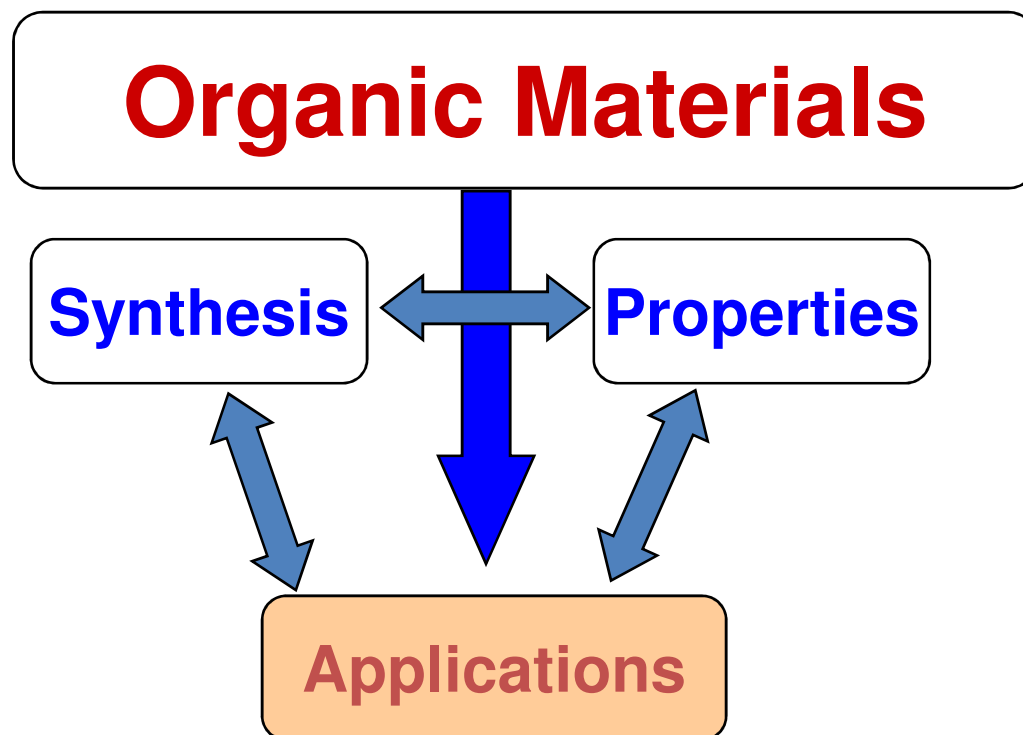 Organic Materials
Synthesis
Properties
Applications